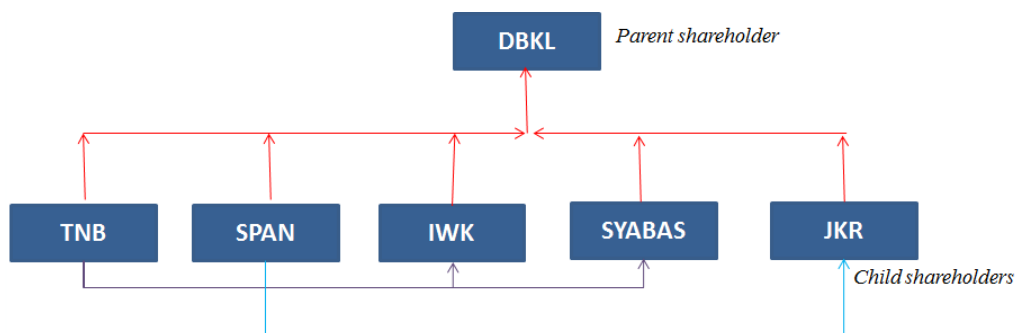 DBKL
Parent shareholder
TNB
SPAN
IWK
SYABAS
JKR
Child shareholders